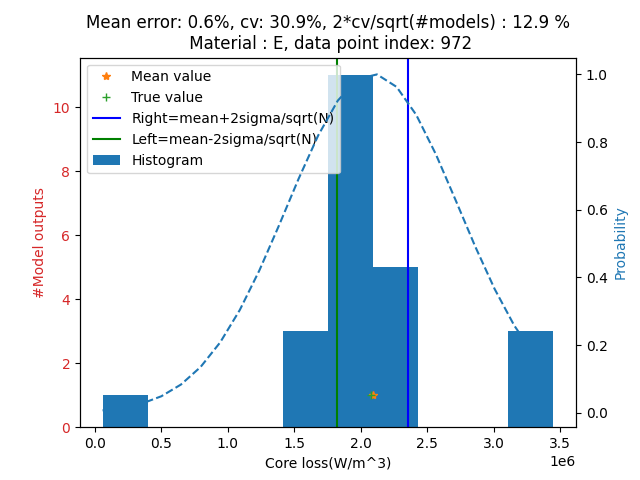 Mean error: 0.6%, cv: 30.9%, 2*cv/sqrt(#models) : 12.9 %
Material : E, data point index: 972
Mean value
True value
Right=mean+2sigma/sqrt(N)
Left=mean-2sigma/sqrt(N)
Histogram
#Model outputs
10
8
6
4
2
0
Probability
1.0
0.8
0.6
0.4
0.2
0.0
0.0 0.5 1.0 1.5 2.0 2.5 3.0 3.5
1e6
Core loss(W/m^3)